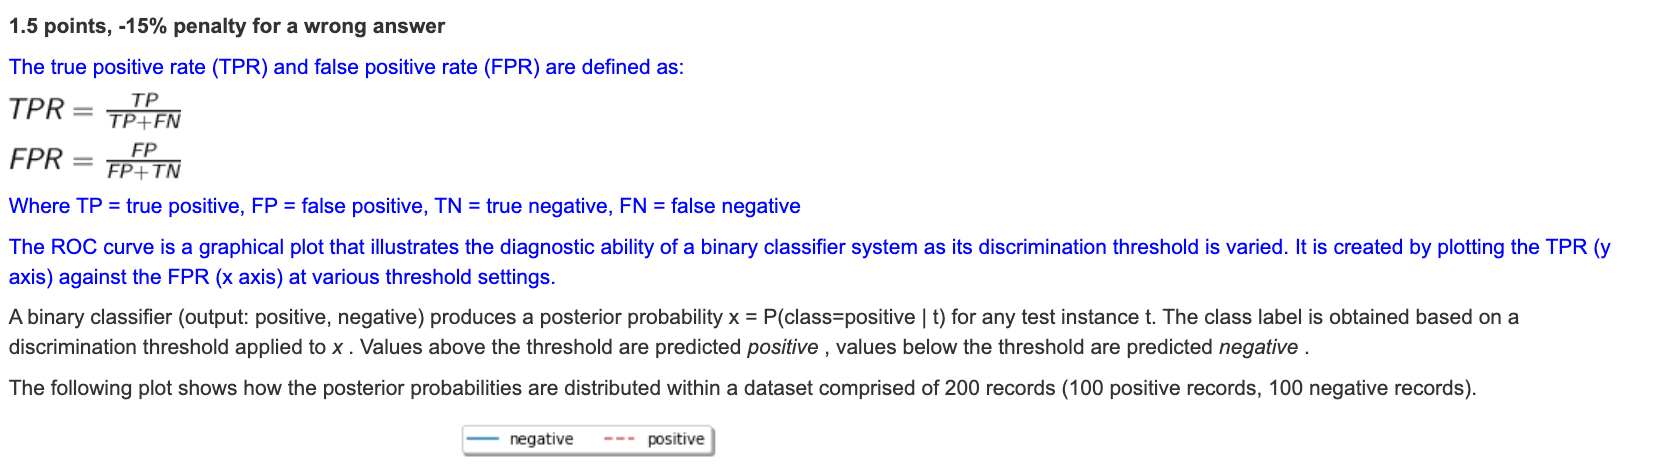 1.5 points, -15% penalty for a wrong answer
The true positive rate (TPR) and false positive rate (FPR) are defined as:
TPR = TP / TP+FN
FPR = FP / FP+TN
Where TP = true positive, FP = false positive, TN = true negative, FN = false negative
The ROC curve is a graphical plot that illustrates the diagnostic ability of a binary classifier system as its discrimination threshold is varied. It is created by plotting the TPR (y
axis) against the FPR (x axis) at various threshold settings.
A binary classifier (output: positive, negative) produces a posterior probability x = P(class=positive | t) for any test instance t. The class label is obtained based on a
discrimination threshold applied to x . Values above the threshold are predicted positive , values below the threshold are predicted negative .
The following plot shows how the posterior probabilities are distributed within a dataset comprised of 200 records (100 positive records, 100 negative records).
negative positive